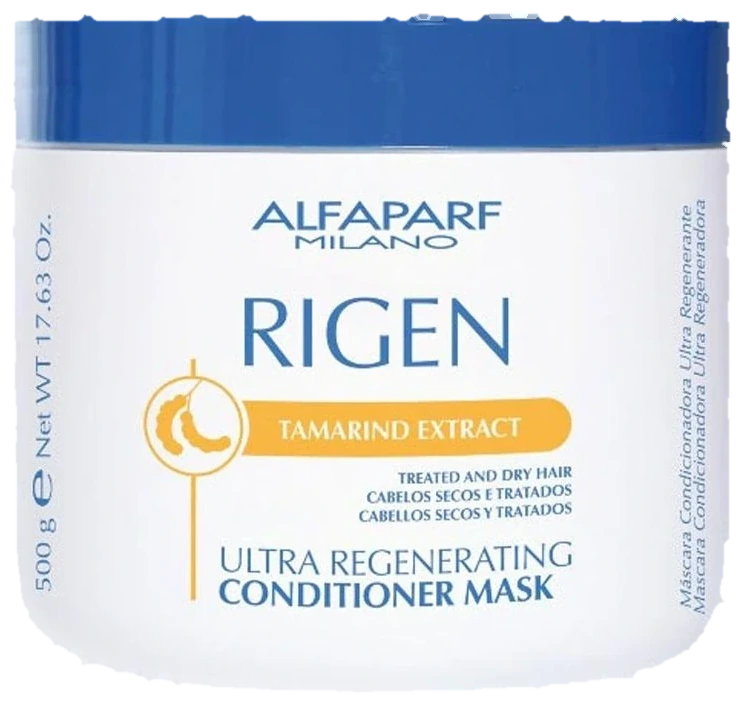 ALFAPARF
MILANO
RIGEN
TAMARIND EXTRACT
TREATED AND DRY HAIR
CABELOS SECOS E TRATADOS
CABELLOS SECOS Y TRATADOS
ULTRA REGENERATING
CONDITIONER MASK
500 g e Net WT 17.63 Oz.
Máscara Condicionadora Ultra Regenerante
Mascara Condicionadora Ultra Regeneradora